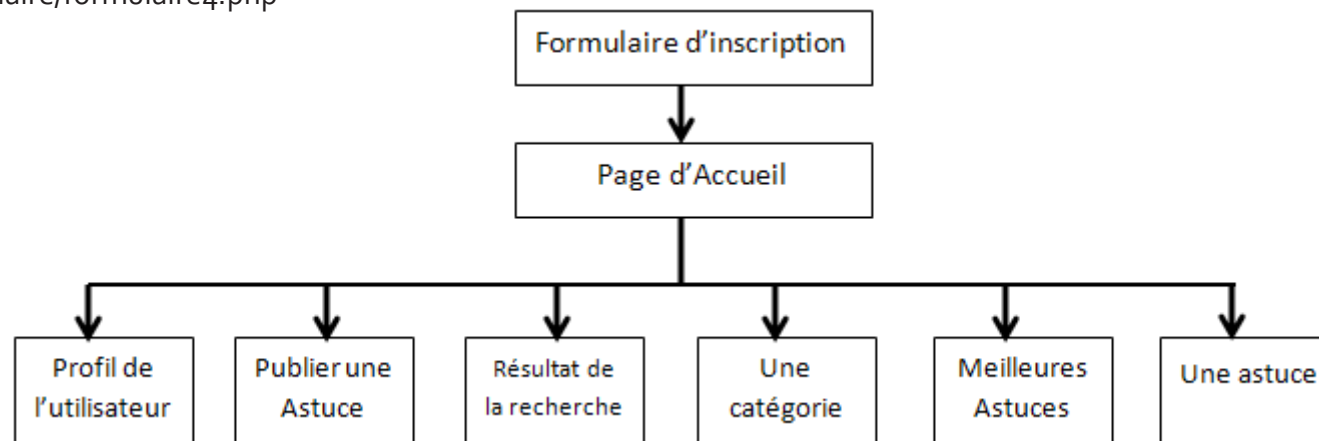 Formulaire d'inscription
Page d'Accueil
Profil de
l'utilisateur
Publier une
Astuce
Résultat de
la recherche
Une
catégorie
Meilleures
Astuces
Une astuce